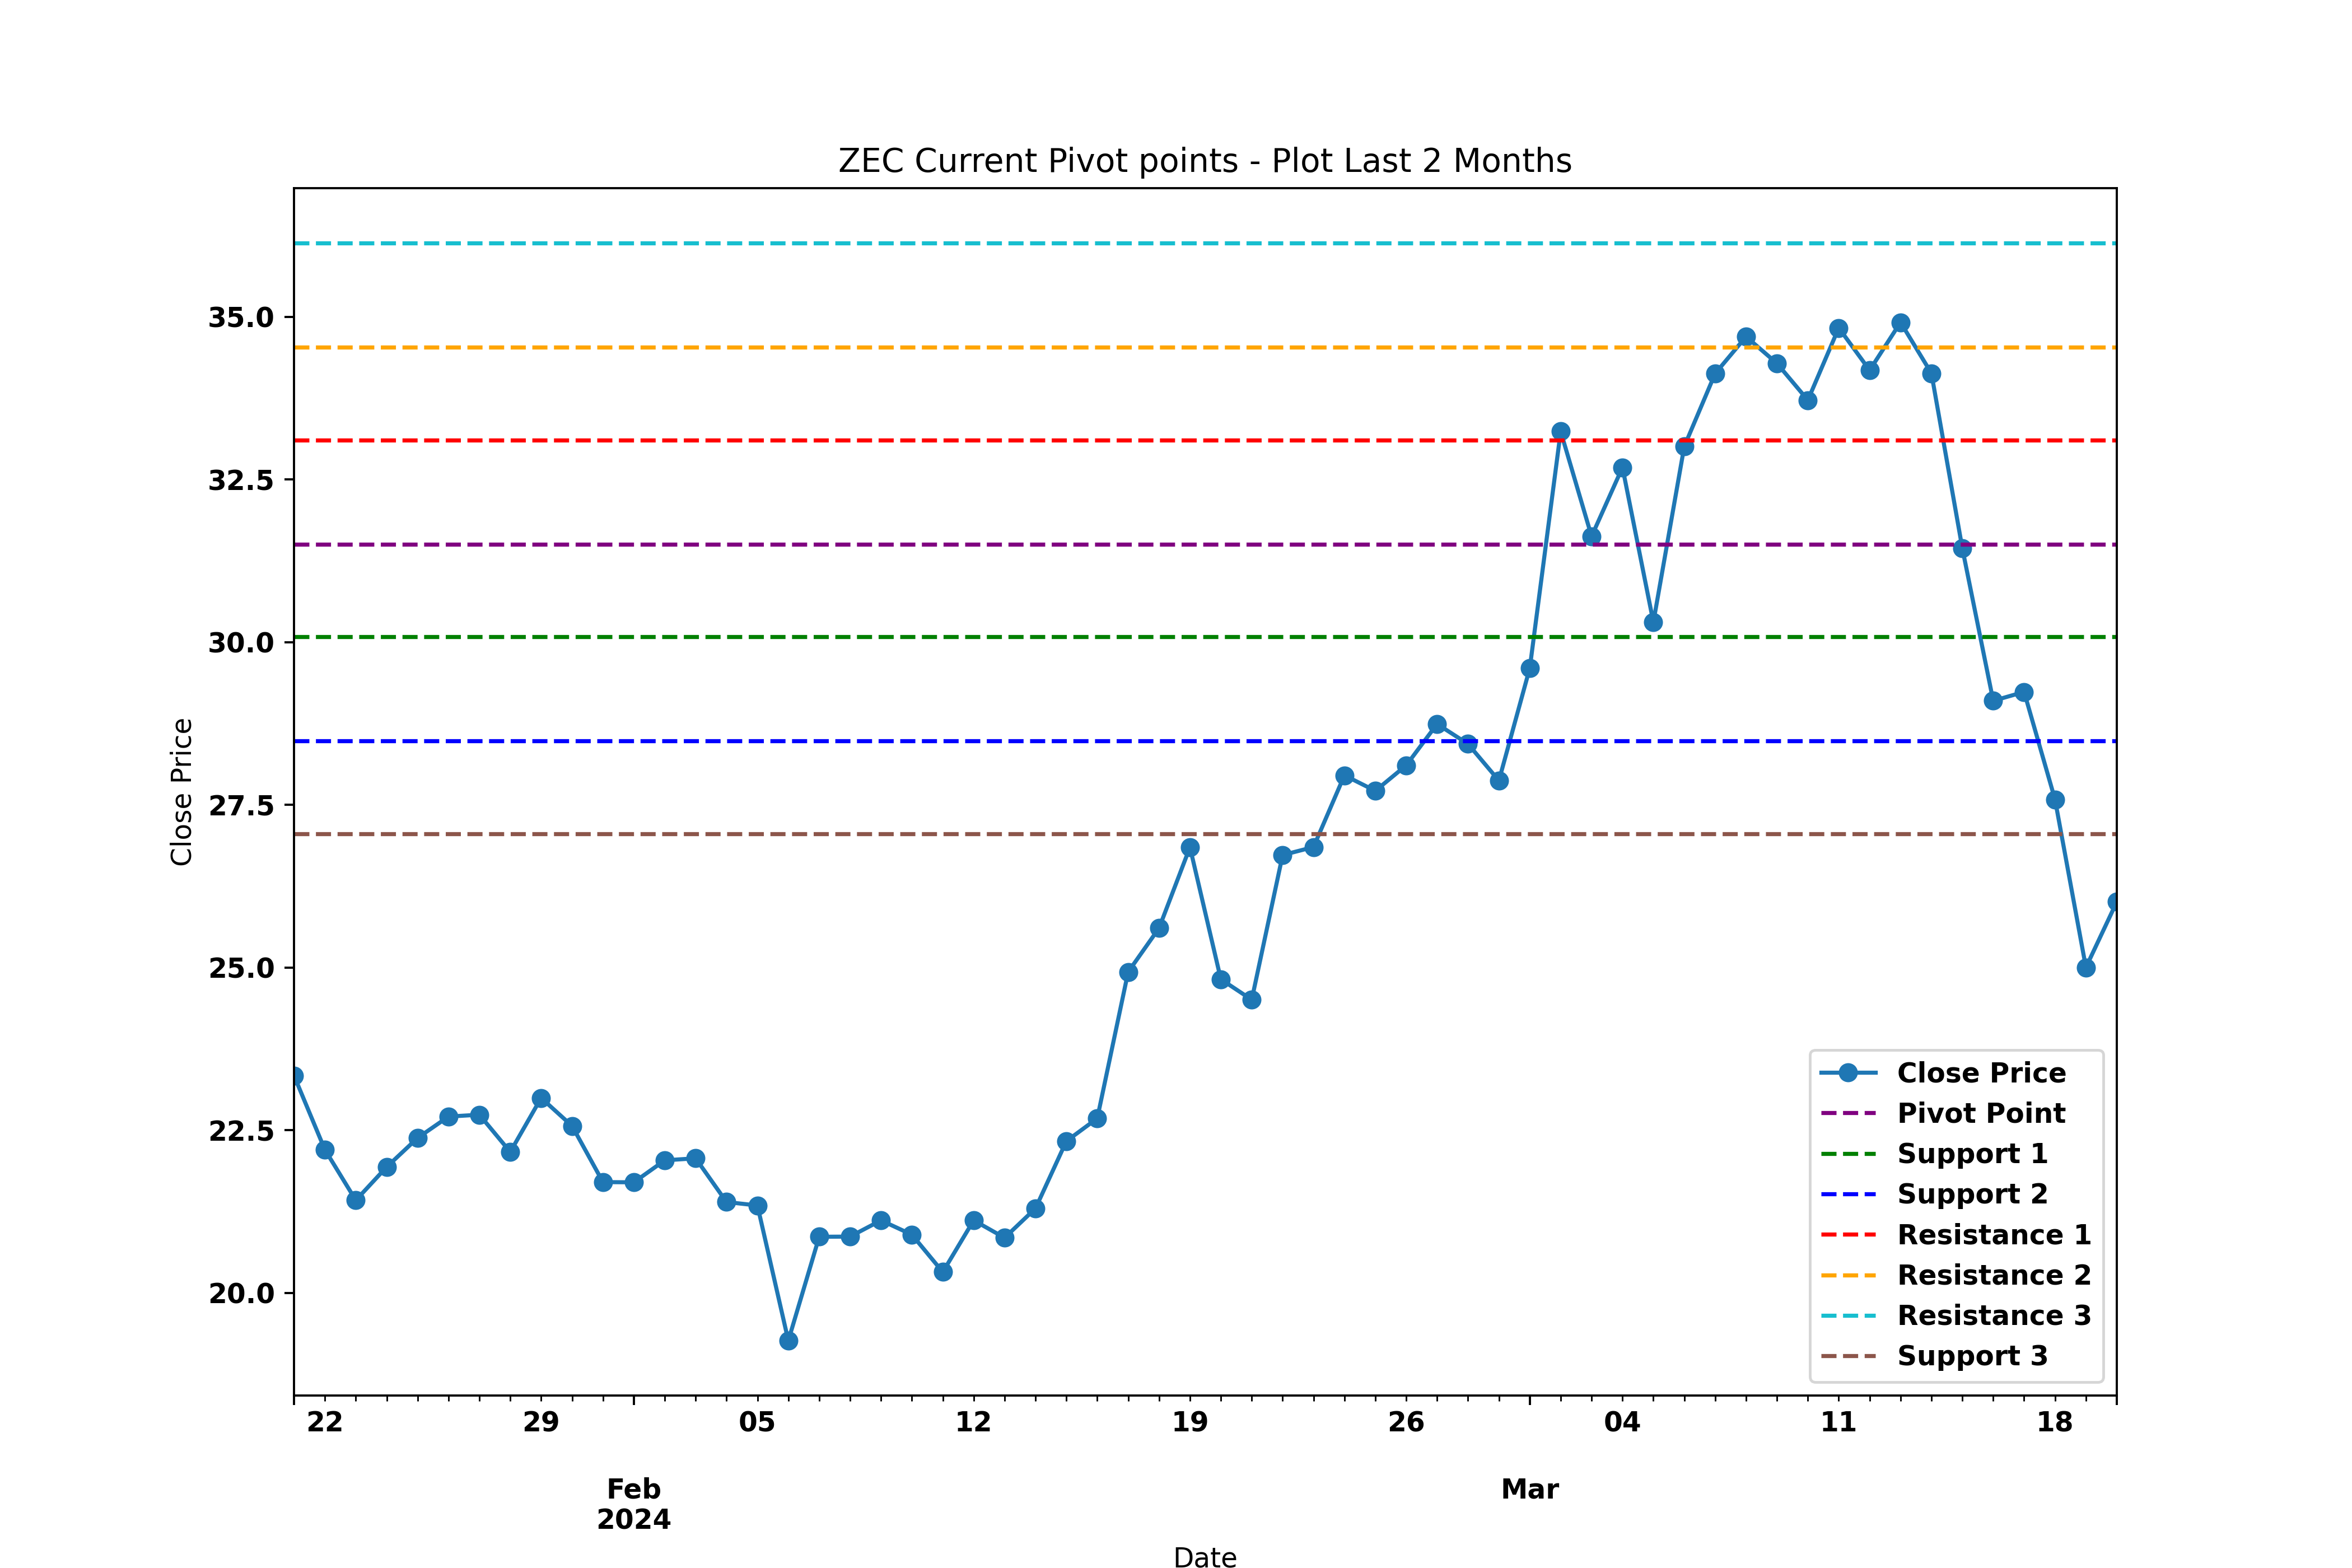 ZEC Current Pivot points - Plot Last 2 Months
35.0
32.5
30.0
27.5
25.0
22.5
20.0
Close Price
Close Price
Pivot Point
Support 1
Support 2
Resistance 1
Resistance 2
Resistance 3
Support 3
22 29 05 12 19 26 04 11 18
Feb Mar
2024
Date